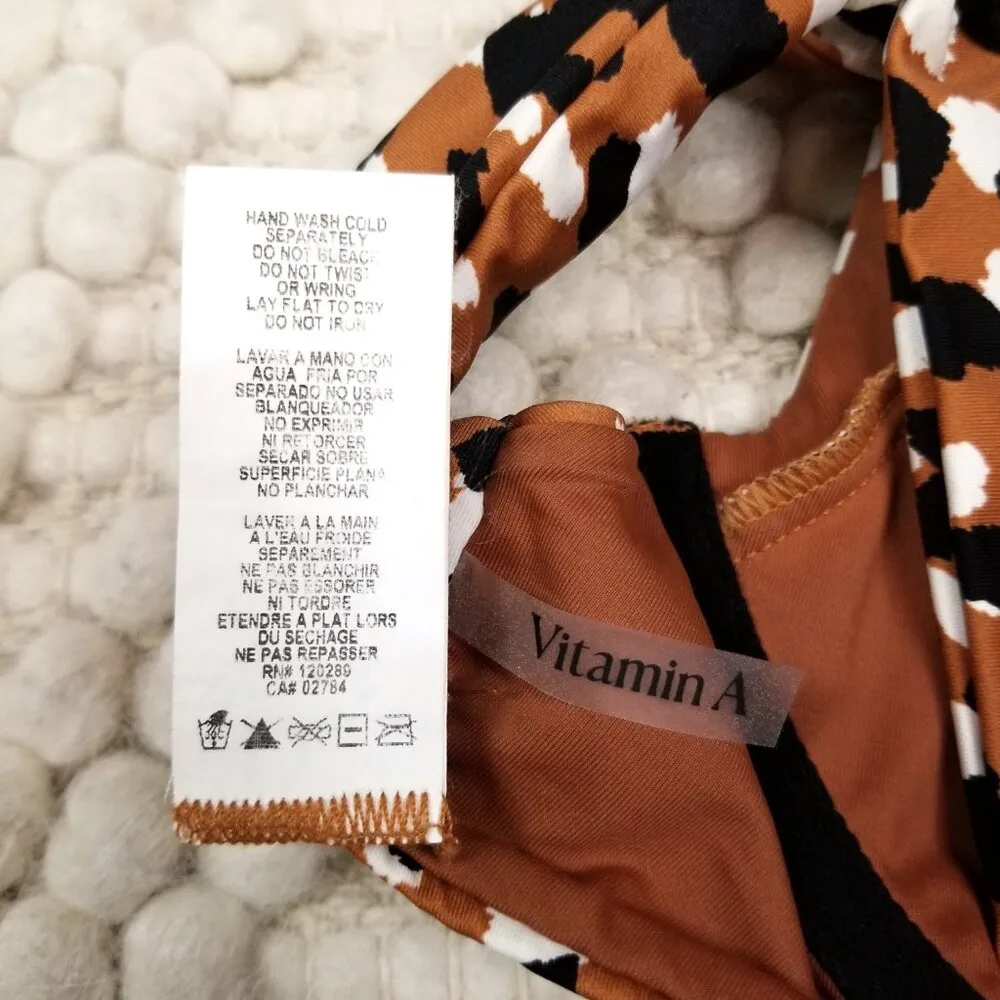 HAND WASH COLD
SEPARATELY
DO NOT BLEACH
DO NOT TWIST
OR WRING
LAY FLAT TO DRY
DO NOT IRON
LAVAR A MANO CON
AGUA FRIA POR
SEPARADO NO USAR
BLANQUEADOR
NO EXPRIMIR
NI RETORCER
SECAR SOBRE
SUPERFICIE PLANA
NO PLANCHAR
LAVER A LA MAIN
A L'EAU FROIDE
SEPAREMENT
NE PAS BLANCHIR
NE PAS ESSORER
NI TORDRE
ETENDRE A PLAT LORS
DU SECHAGE
NE PAS REPASSER
RN# 120289
CA# 02784
Vitamin A